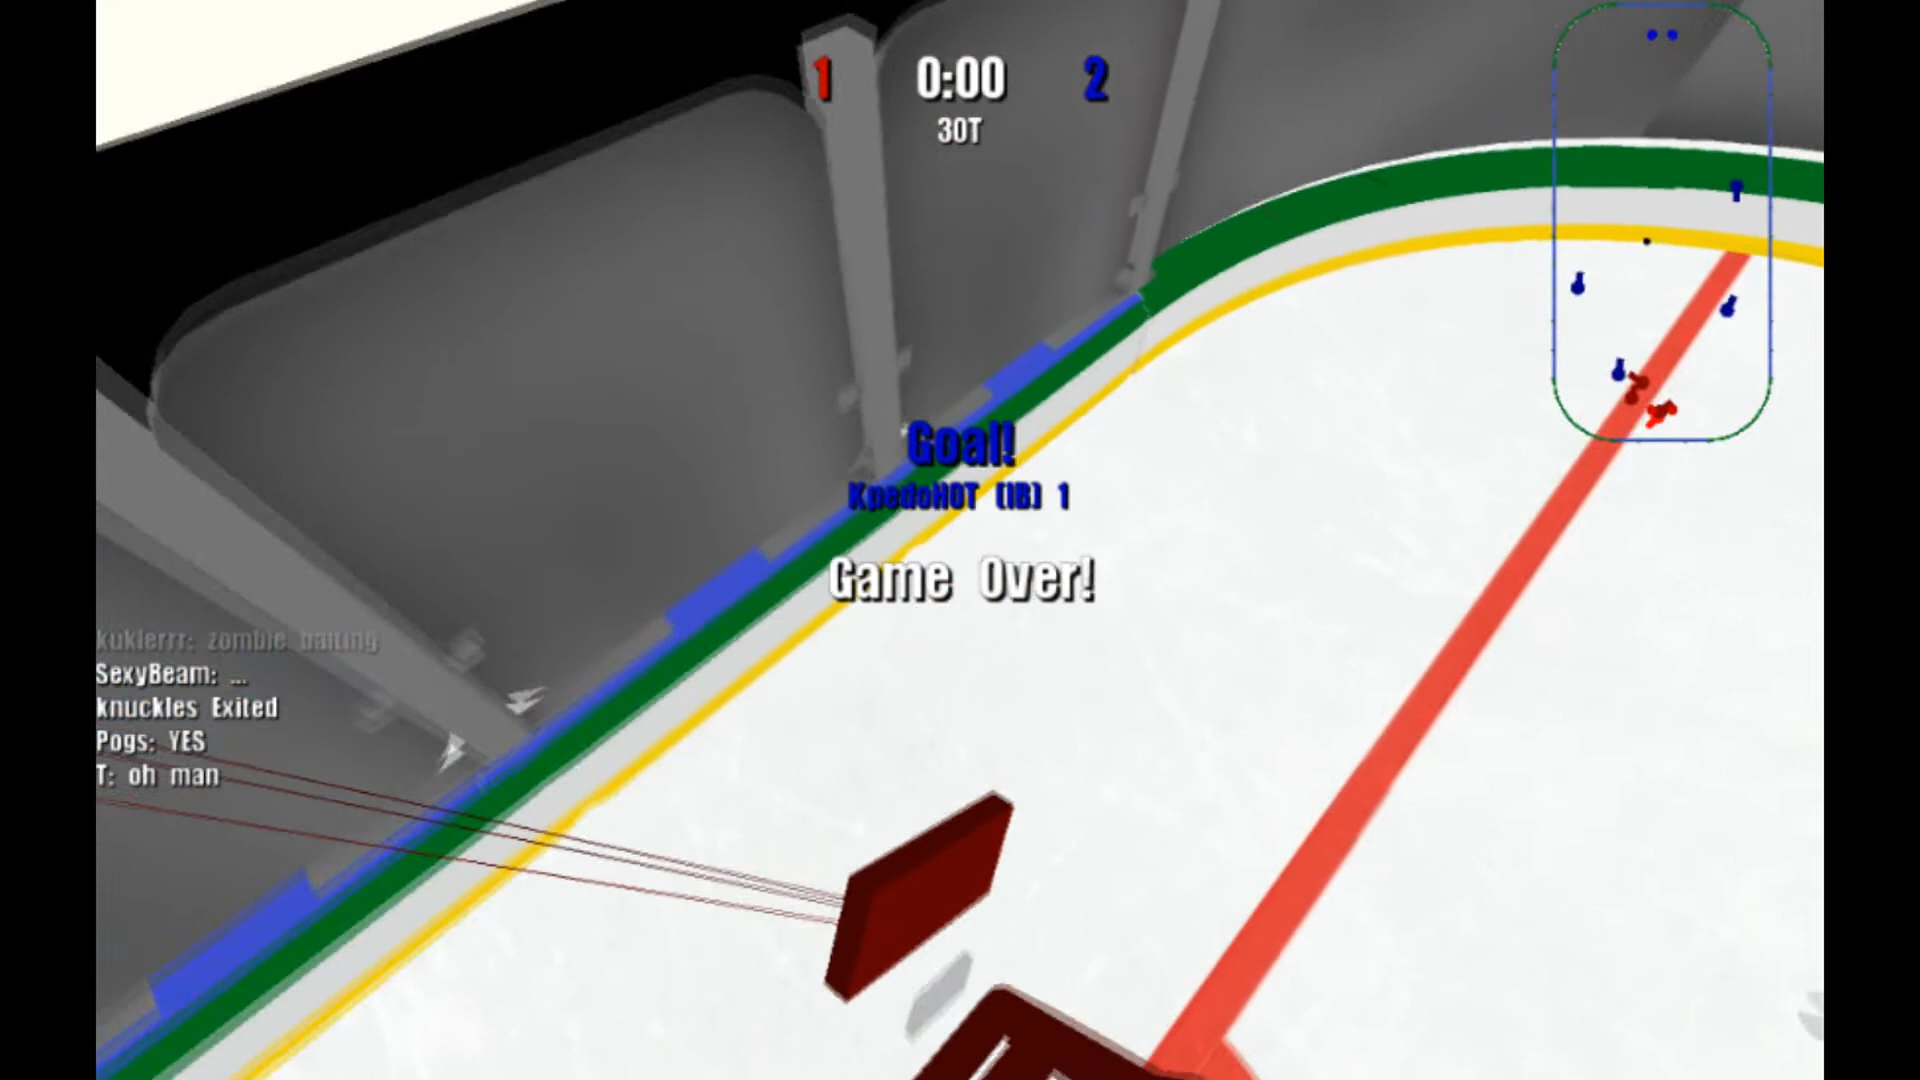 1 0:00 2
3OT
Goal!
KpedoHOT (IB) 1
Game Over!
kuklerrr: zombie baiting
SexyBeam: ...
knuckles Exited
Pogs: YES
T: oh man